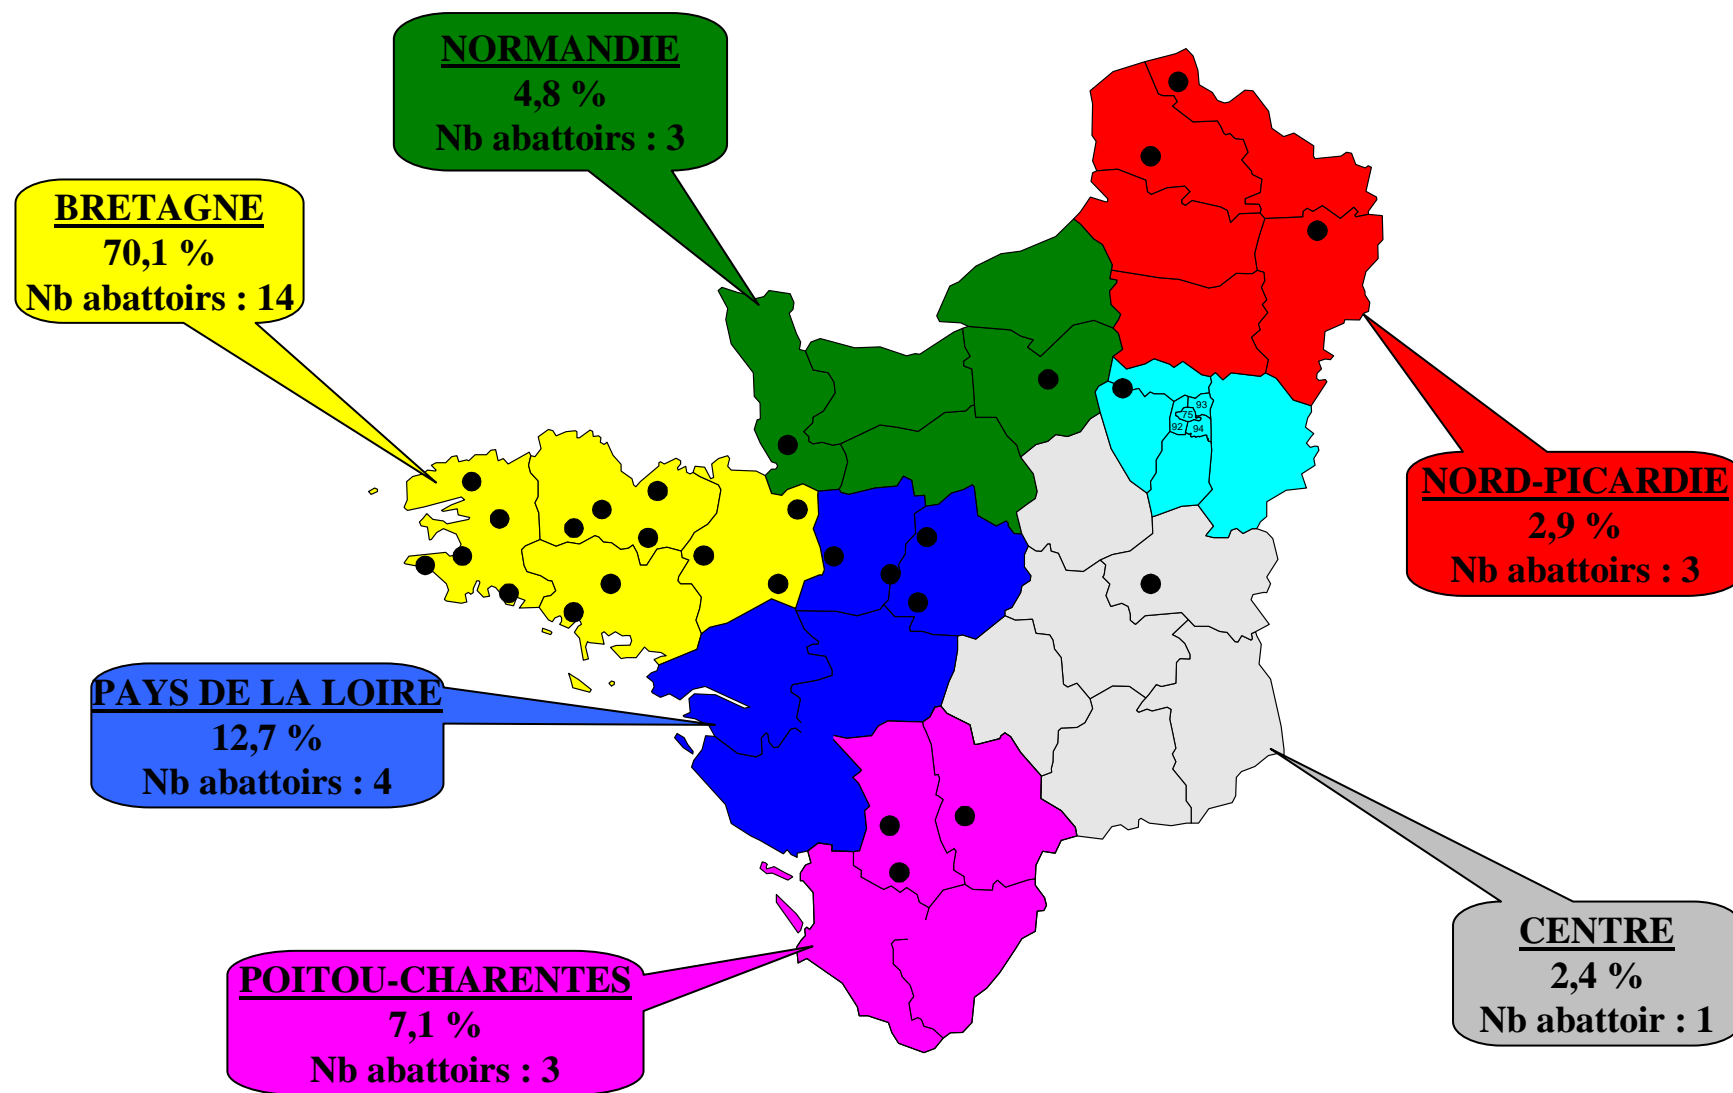 NORMANDIE
4,8 %
Nb abattoirs : 3
BRETAGNE
70,1 %
Nb abattoirs : 14
93
75
92
94
NORD-PICARDIE
2,9 %
Nb abattoirs : 3
PAYS DE LA LOIRE
12,7 %
Nb abattoirs : 4
CENTRE
2,4 %
Nb abattoir : 1
POITOU-CHARENTES
7,1 %
Nb abattoirs : 3